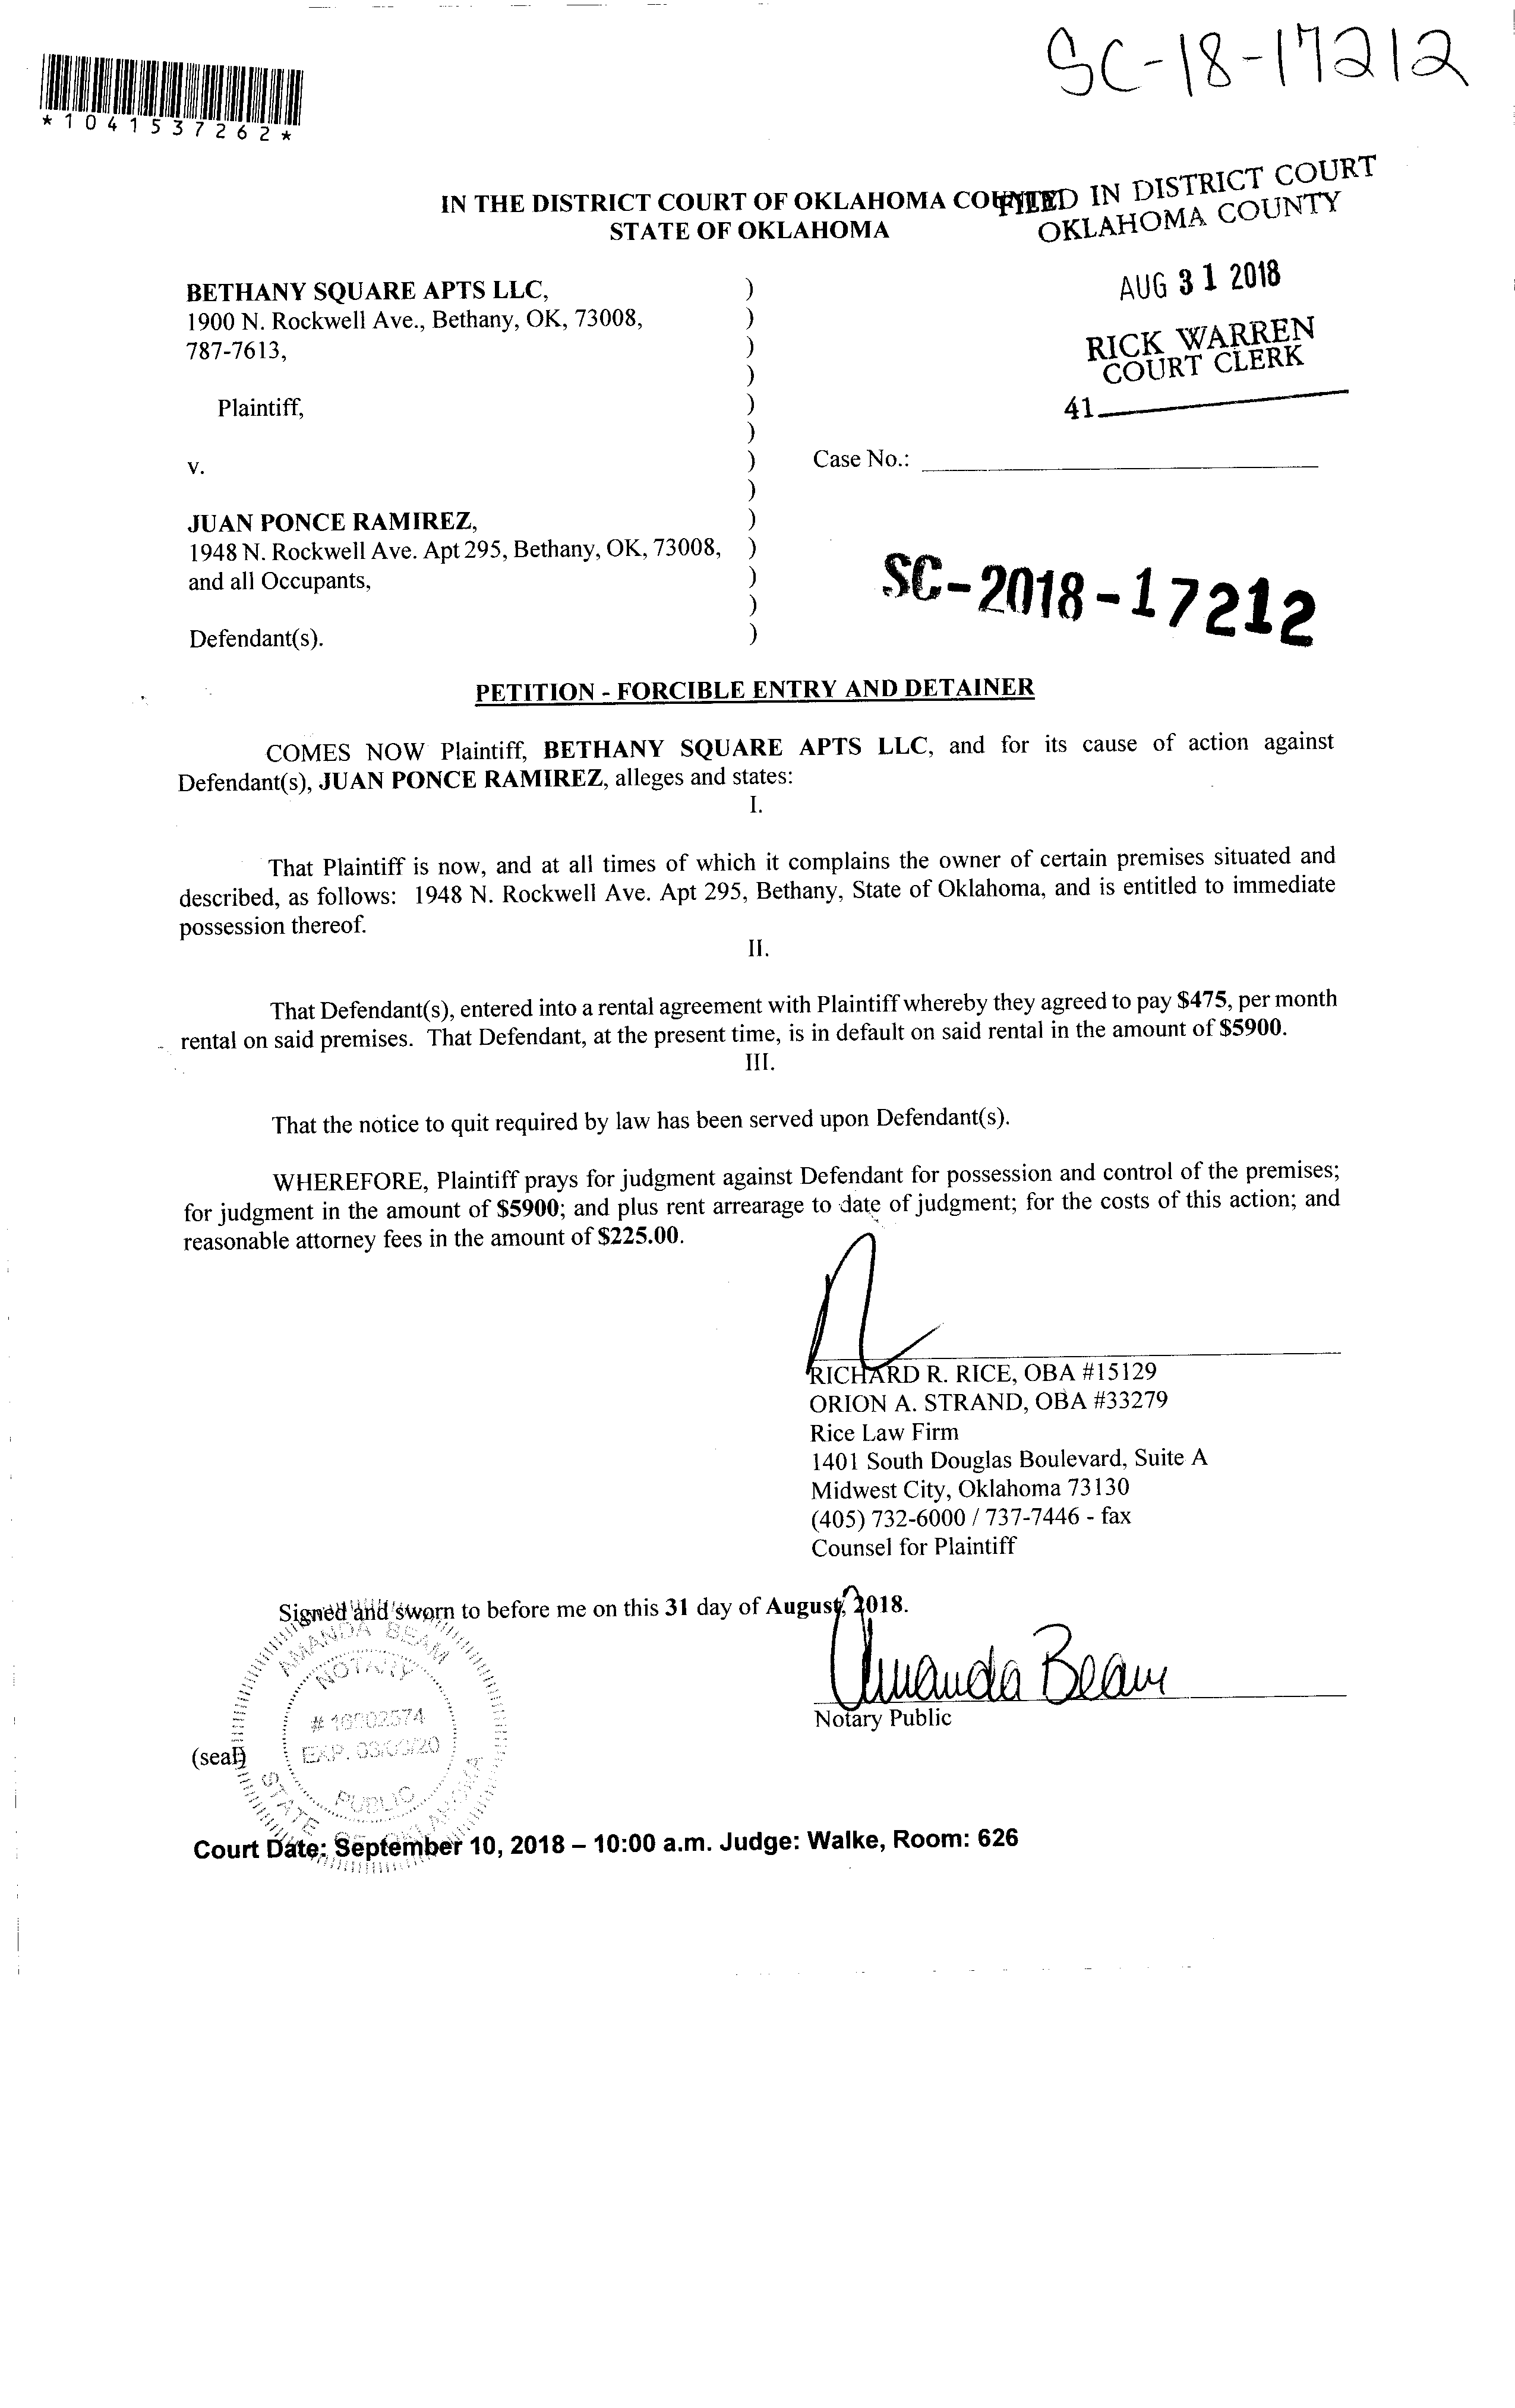 SC-18-17212
*1041537262*
IN THE DISTRICT COURT OF OKLAHOMA COUNTY
STATE OF OKLAHOMA
FILED IN DISTRICT COURT
OKLAHOMA COUNTY
AUG 31 2018
RICK WARREN
COURT CLERK
41
BETHANY SQUARE APTS LLC, )
1900 N. Rockwell Ave., Bethany, OK, 73008, )
787-7613, )
)
Plaintiff, )
)
v. ) Case No.:
)
JUAN PONCE RAMIREZ, )
1948 N. Rockwell Ave. Apt 295, Bethany, OK, 73008, )
and all Occupants, )
)
Defendant(s). )
SC-2018-17212
PETITION - FORCIBLE ENTRY AND DETAINER
COMES NOW Plaintiff, BETHANY SQUARE APTS LLC, and for its cause of action against
Defendant(s), JUAN PONCE RAMIREZ, alleges and states:
I.
That Plaintiff is now, and at all times of which it complains the owner of certain premises situated and
described, as follows: 1948 N. Rockwell Ave. Apt 295, Bethany, State of Oklahoma, and is entitled to immediate
possession thereof.
II.
That Defendant(s), entered into a rental agreement with Plaintiff whereby they agreed to pay $475, per month
rental on said premises. That Defendant, at the present time, is in default on said rental in the amount of $5900.
III.
That the notice to quit required by law has been served upon Defendant(s).
WHEREFORE, Plaintiff prays for judgment against Defendant for possession and control of the premises;
for judgment in the amount of $5900; and plus rent arrearage to date of judgment; for the costs of this action; and
reasonable attorney fees in the amount of $225.00.
RICHARD R. RICE, OBA #15129
ORION A. STRAND, OBA #33279
Rice Law Firm
1401 South Douglas Boulevard, Suite A
Midwest City, Oklahoma 73130
(405) 732-6000 / 737-7446 - fax
Counsel for Plaintiff
Signed and sworn to before me on this 31 day of August, 2018.
Amanda Beam
Notary Public
AMANDA BEAM
NOTARY
EXP.
PUBLIC
STATE OF OKLAHOMA
(seal)
Court Date: September 10, 2018 – 10:00 a.m. Judge: Walke, Room: 626